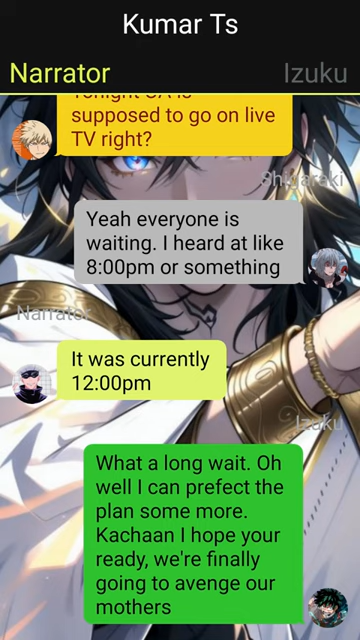 Kumar Ts
Narrator
Izuku
Tonight UA is
supposed to go on live
TV right?
Shigaraki
Yeah everyone is
waiting. I heard at like
8:00pm or something
Narrator
It was currently
12:00pm
Izuku
What a long wait. Oh
well I can prefect the
plan some more.
Kachaan I hope your
ready, we're finally
going to avenge our
mothers